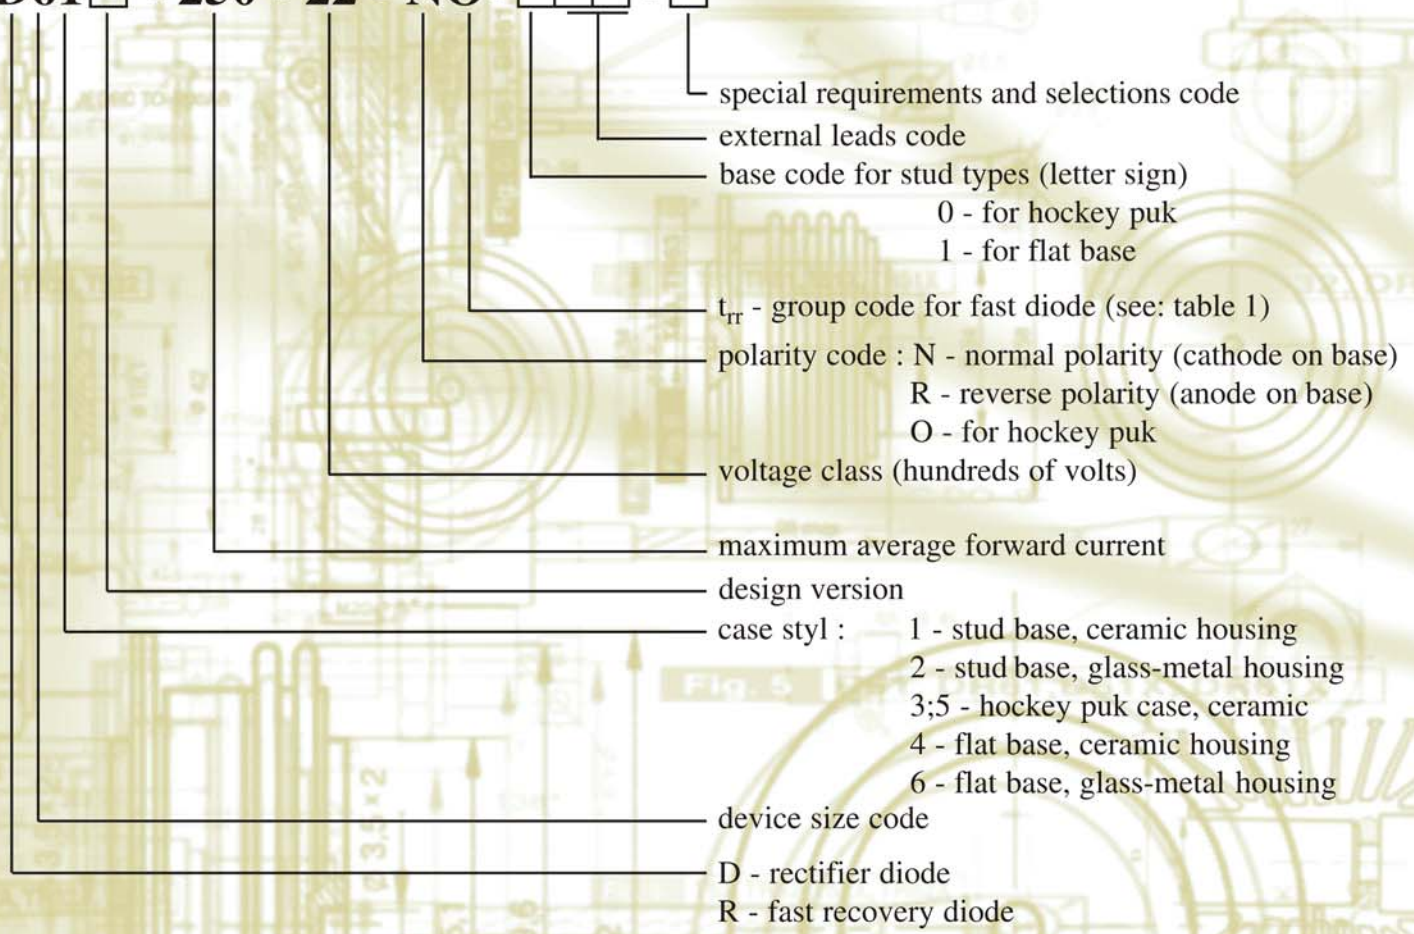 special requirements and selections code
external leads code
base code for stud types (letter sign)
0 - for hockey puk
1 - for flat base
trr - group code for fast diode (see: table 1)
polarity code : N - normal polarity (cathode on base)
R - reverse polarity (anode on base)
O - for hockey puk
voltage class (hundreds of volts)
maximum average forward current
design version
case styl : 1 - stud base, ceramic housing
2 - stud base, glass-metal housing
3;5 - hockey puk case, ceramic
4 - flat base, ceramic housing
Fig. 5
6 - flat base, glass-metal housing
device size code
D - rectifier diode
R - fast recovery diode